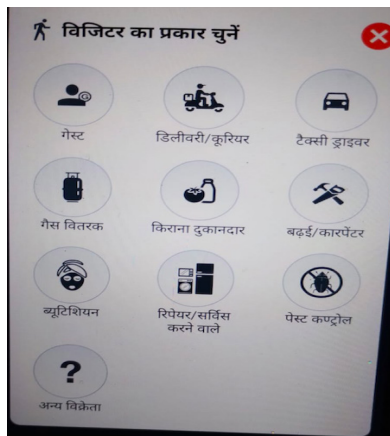 विजिटर का प्रकार चुनें
गेस्ट
डिलीवरी/कूरियर
टैक्सी ड्राइवर
गैस वितरक
किराना दुकानदार
बढ़ई/कारपेंटर
ब्यूटिशियन
रिपेयर/सर्विस
करने वाले
पेस्ट कण्ट्रोल
?
अन्य विक्रेता